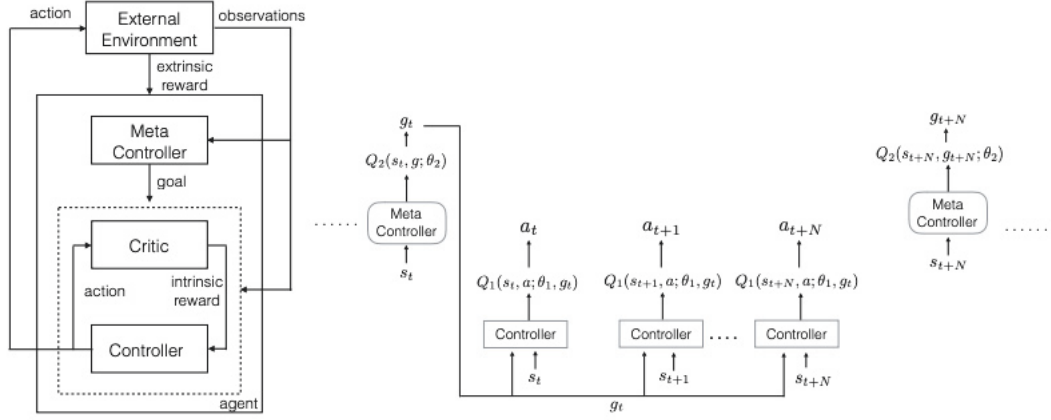 action
External
Environment
observations
extrinsic
reward
Meta
Controller
goal
Critic
action
intrinsic
reward
Controller
agent
......
g_t
Q_2(s_t, g; θ_2)
Meta
Controller
s_t
a_t
Q_1(s_t, a; θ_1, g_t)
Controller
s_t
a_{t+1}
Q_1(s_{t+1}, a; θ_1, g_t)
Controller
s_{t+1}
....
a_{t+N}
Q_1(s_{t+N}, a; θ_1, g_t)
Controller
s_{t+N}
g_t
g_{t+N}
Q_2(s_{t+N}, g_{t+N}; θ_2)
Meta
Controller
s_{t+N}
......